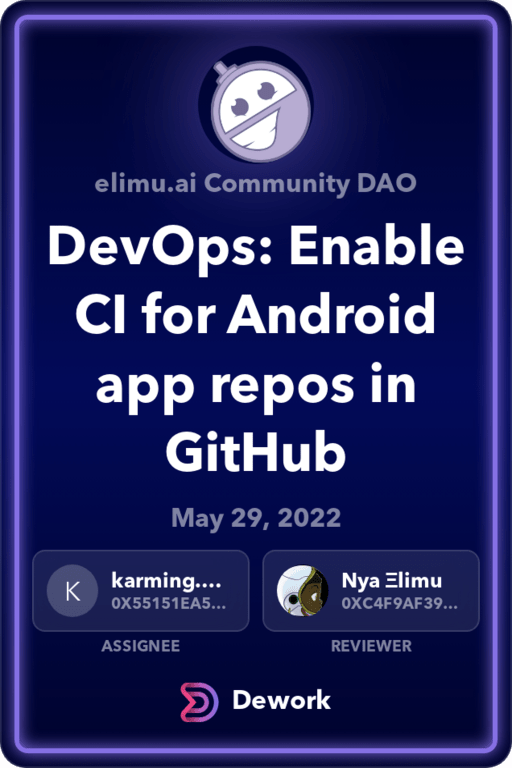 elimu.ai Community DAO
DevOps: Enable
CI for Android
app repos in
GitHub
May 29, 2022
K
karming....
0X55151EA5...
Nya Ξlimu
0XC4F9AF39...
ASSIGNEE
REVIEWER
Dework